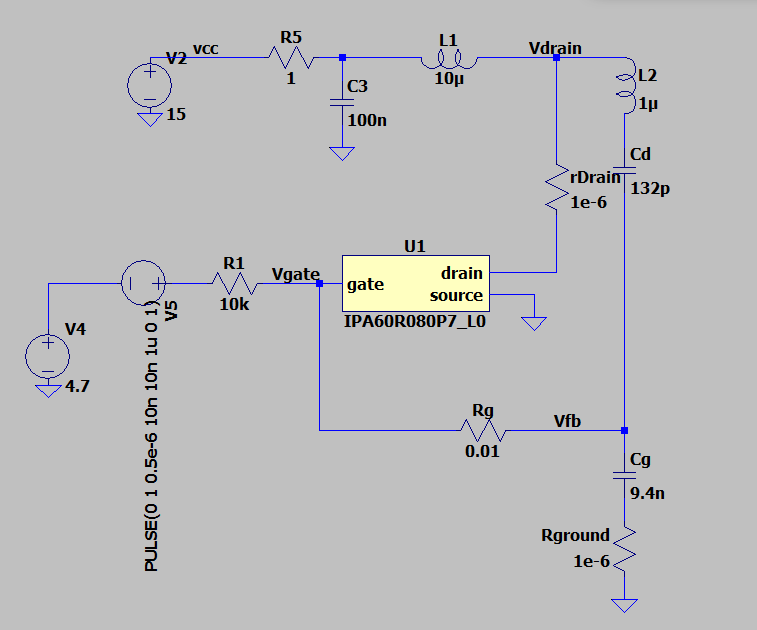 V2
vcc
15
R5
1
C3
100n
L1
10µ
Vdrain
L2
1µ
Cd
132p
rDrain
1e-6
U1
gate
drain
source
IPA60R080P7_L0
Vgate
R1
10k
V5
PULSE(0 1 0.5e-6 10n 10n 1u 0 1)
V4
4.7
Rg
0.01
Vfb
Cg
9.4n
Rground
1e-6